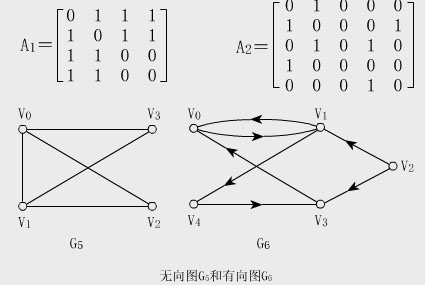 A1=
0 1 1 1
1 0 1 1
1 1 0 0
1 1 0 0
A2=
0 1 0 0 0
1 0 0 0 1
0 1 0 1 0
1 0 0 0 0
0 0 0 1 0
V0 V3
V1 V2
G5
V0 V1
V2
V4 V3
G6
无向图G5和有向图G6